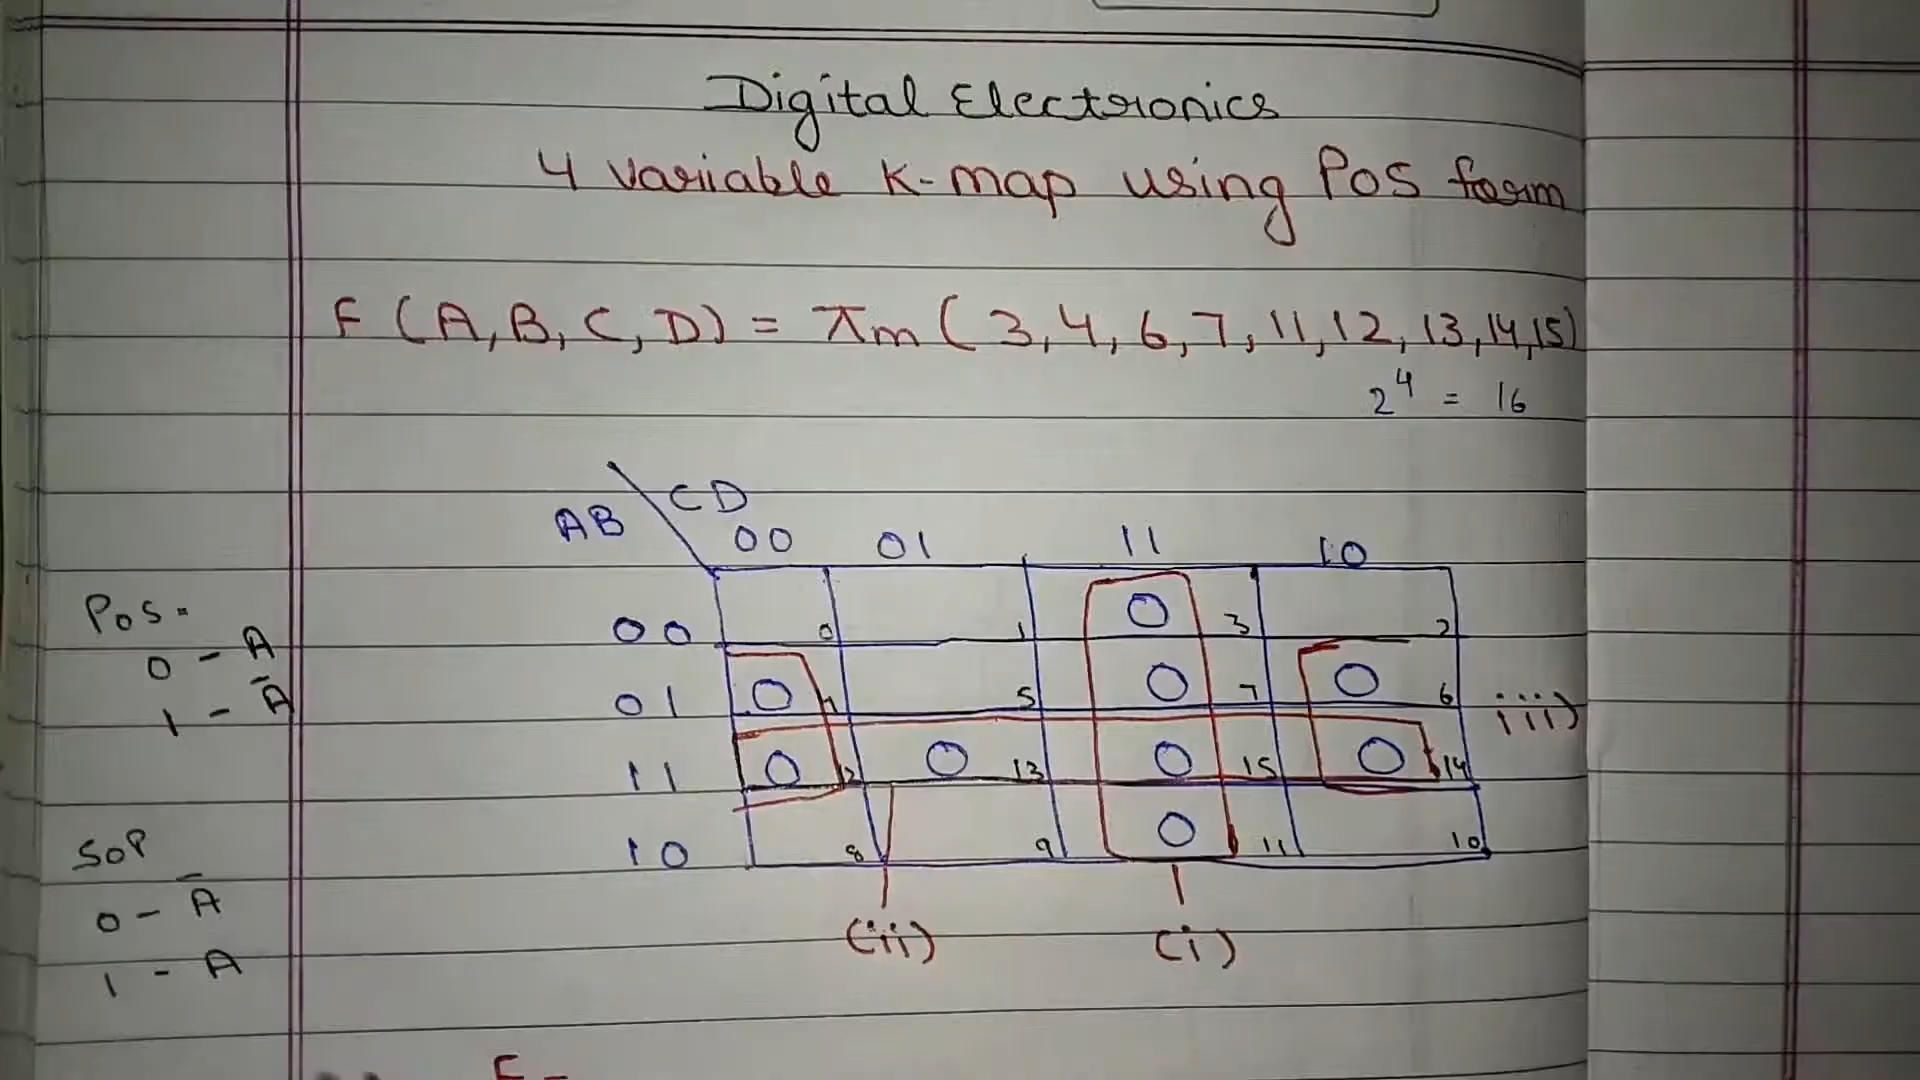 Digital Electronics
4 variable K-map using POS form
F (A, B, C, D) = πm ( 3, 4, 6, 7, 11, 12, 13, 14, 15)
2⁴ = 16
AB \ CD
00 01 11 10
00 0 1 0 3 2
01 0 4 5 0 7 0 6 iii)
11 0 12 0 13 0 15 0 14
10 8 9 0 11 10
(ii) (i)
POS -
0 - A
1 - A̅
SOP
0 - A̅
1 - A